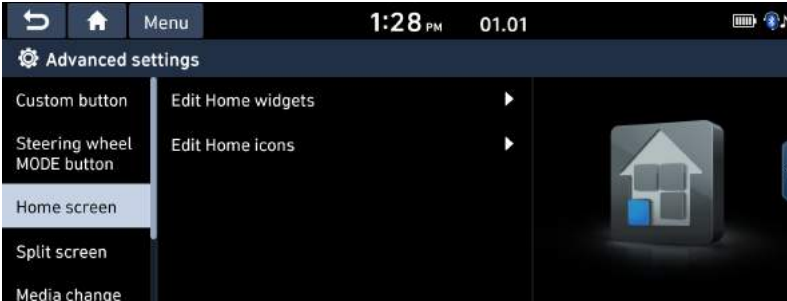 Menu 1:28 PM 01.01
Advanced settings
Custom button
Edit Home widgets
Steering wheel
MODE button
Edit Home icons
Home screen
Split screen
Media change